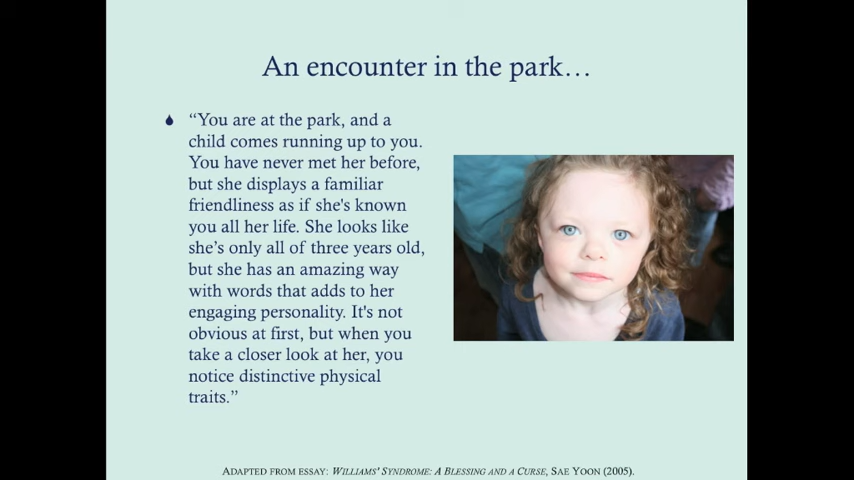 An encounter in the park…
“You are at the park, and a
child comes running up to you.
You have never met her before,
but she displays a familiar
friendliness as if she's known
you all her life. She looks like
she’s only all of three years old,
but she has an amazing way
with words that adds to her
engaging personality. It's not
obvious at first, but when you
take a closer look at her, you
notice distinctive physical
traits.”
ADAPTED FROM ESSAY: WILLIAMS' SYNDROME: A BLESSING AND A CURSE, SAE YOON (2005).